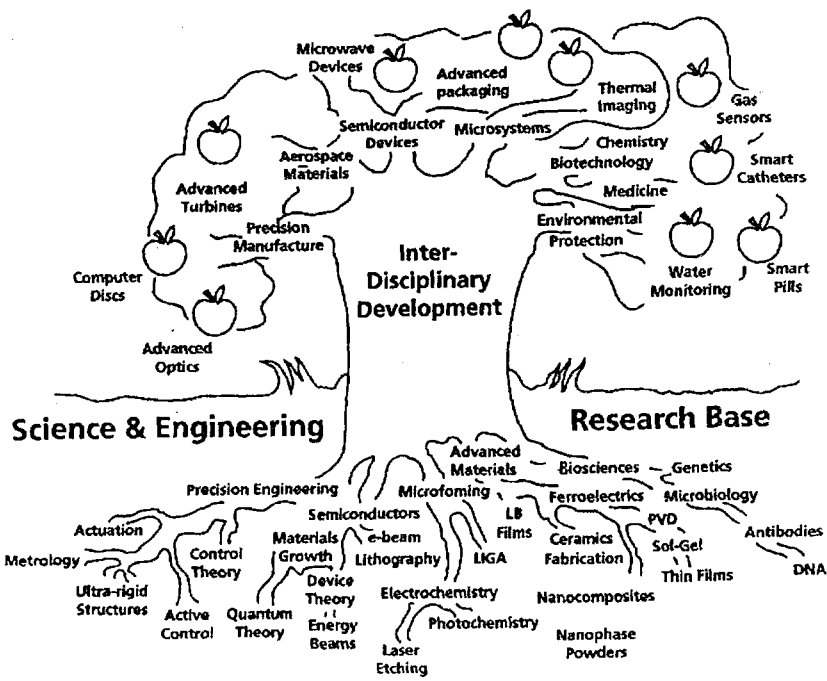 Microwave
Devices
Advanced
packaging
Thermal
Imaging
Gas
Sensors
Semiconductor
Devices
Microsystems
Chemistry
Biotechnology
Smart
Catheters
Aerospace
Materials
Medicine
Advanced
Turbines
Environmental
Protection
Precision
Manufacture
Inter-
Disciplinary
Development
Computer
Discs
Water
Monitoring
Smart
Pills
Advanced
Optics
Science & Engineering
Research Base
Advanced
Materials
Biosciences
Genetics
Precision Engineering
Microfoming
Ferroelectrics
Microbiology
Semiconductors
LB
Films
PVD
Actuation
Materials
Growth
e-beam
Lithography
Ceramics
Fabrication
Antibodies
Metrology
Control
Theory
LIGA
Sol-Gel
Thin Films
DNA
Ultra-rigid
Structures
Device
Theory
Electrochemistry
Nanocomposites
Active
Control
Quantum
Theory
Energy
Beams
Photochemistry
Nanophase
Powders
Laser
Etching